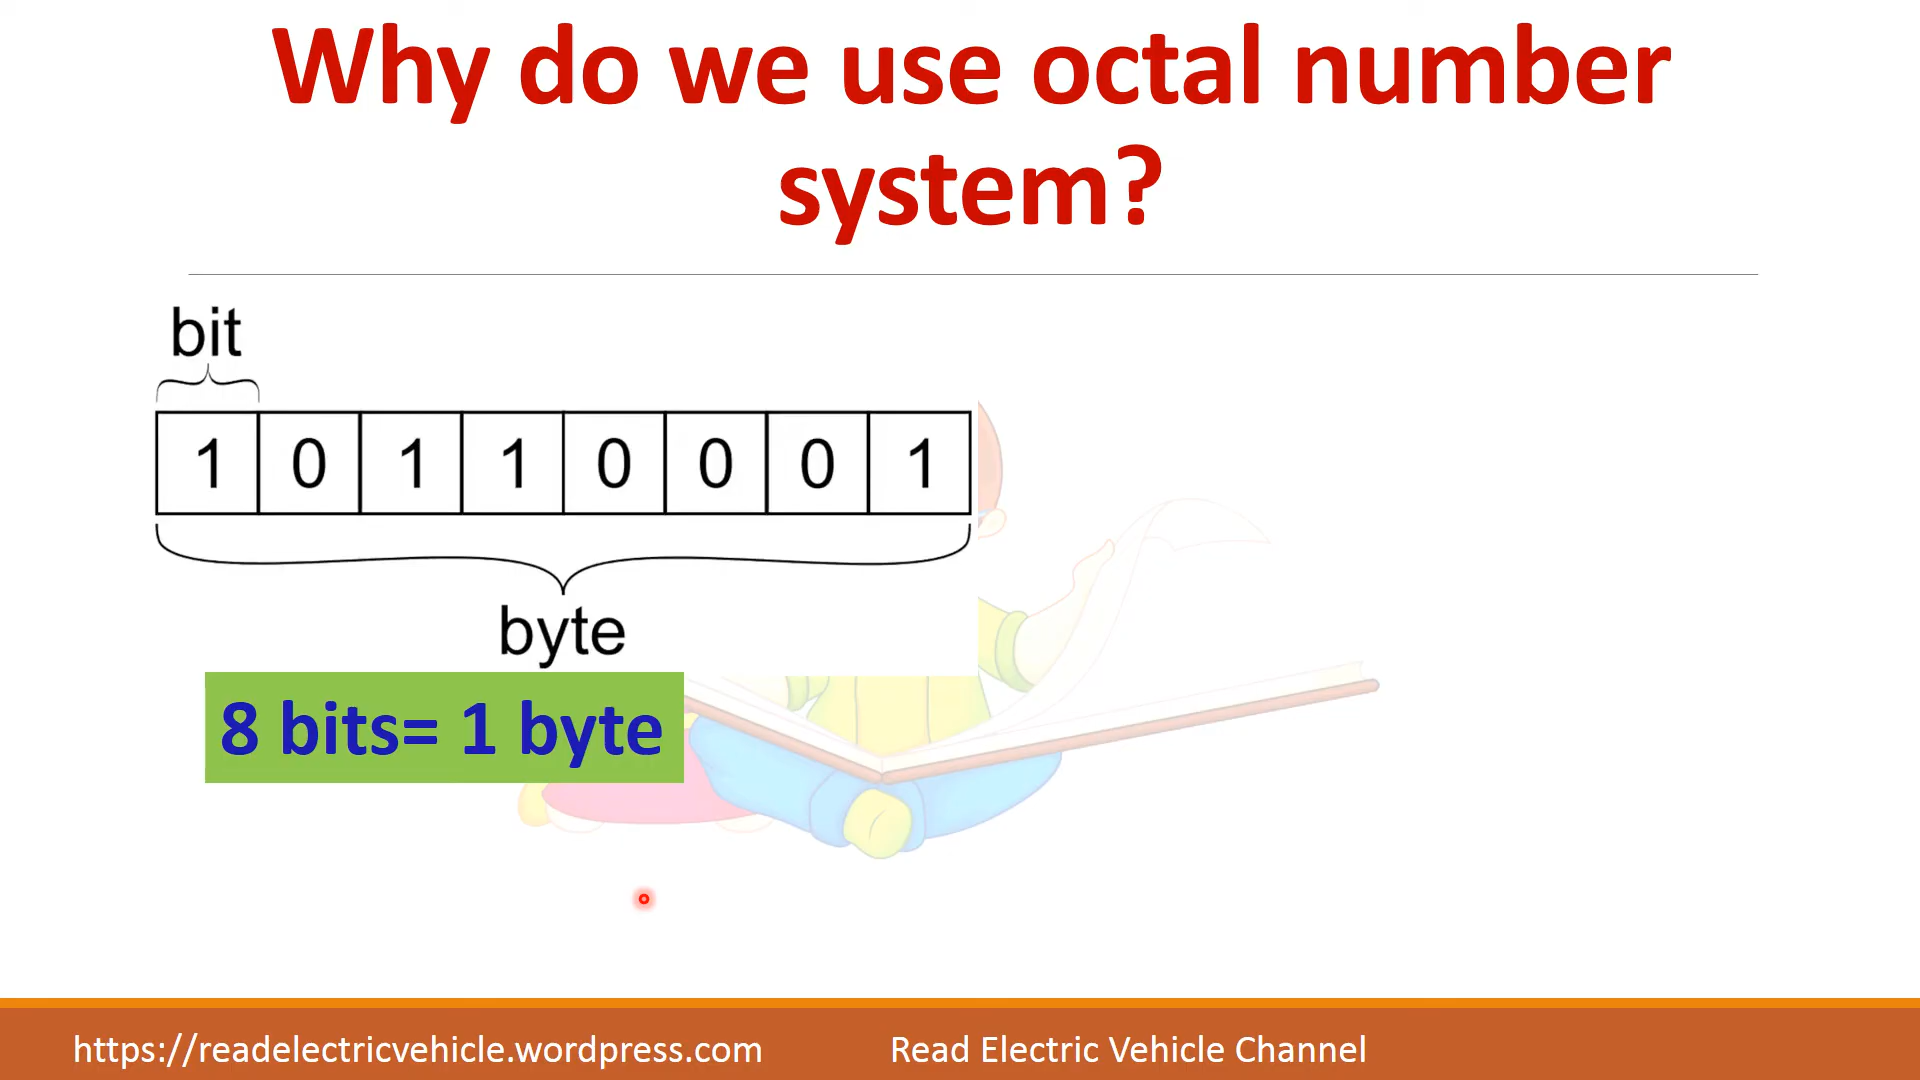 Why do we use octal number
system?
bit
1 0 1 1 0 0 0 1
byte
8 bits= 1 byte
https://readelectricvehicle.wordpress.com
Read Electric Vehicle Channel